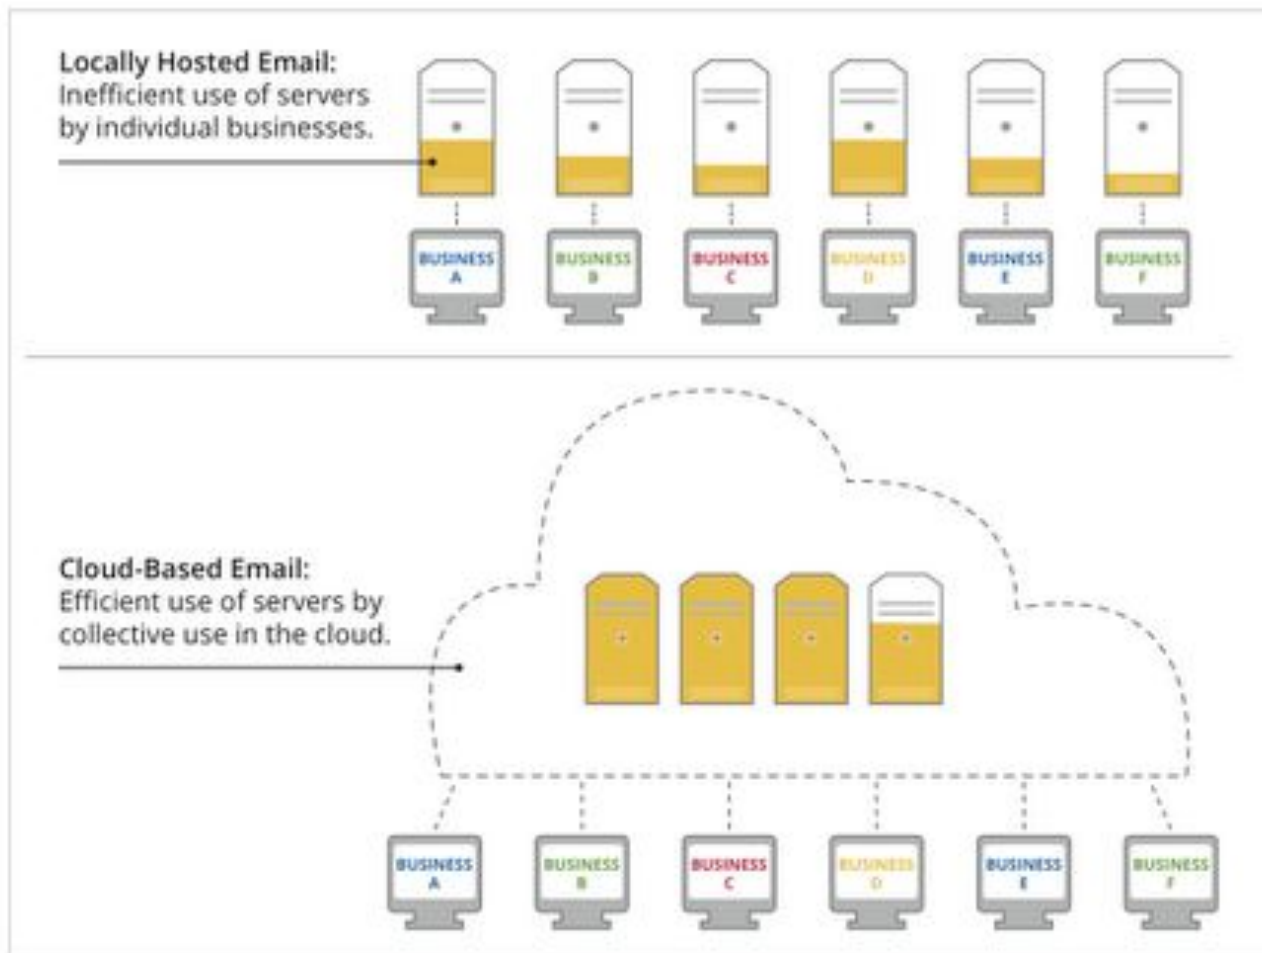 Locally Hosted Email:
Inefficient use of servers
by individual businesses.
BUSINESS
A
BUSINESS
B
BUSINESS
C
BUSINESS
D
BUSINESS
E
BUSINESS
F
Cloud-Based Email:
Efficient use of servers by
collective use in the cloud.
BUSINESS
A
BUSINESS
B
BUSINESS
C
BUSINESS
D
BUSINESS
E
BUSINESS
F